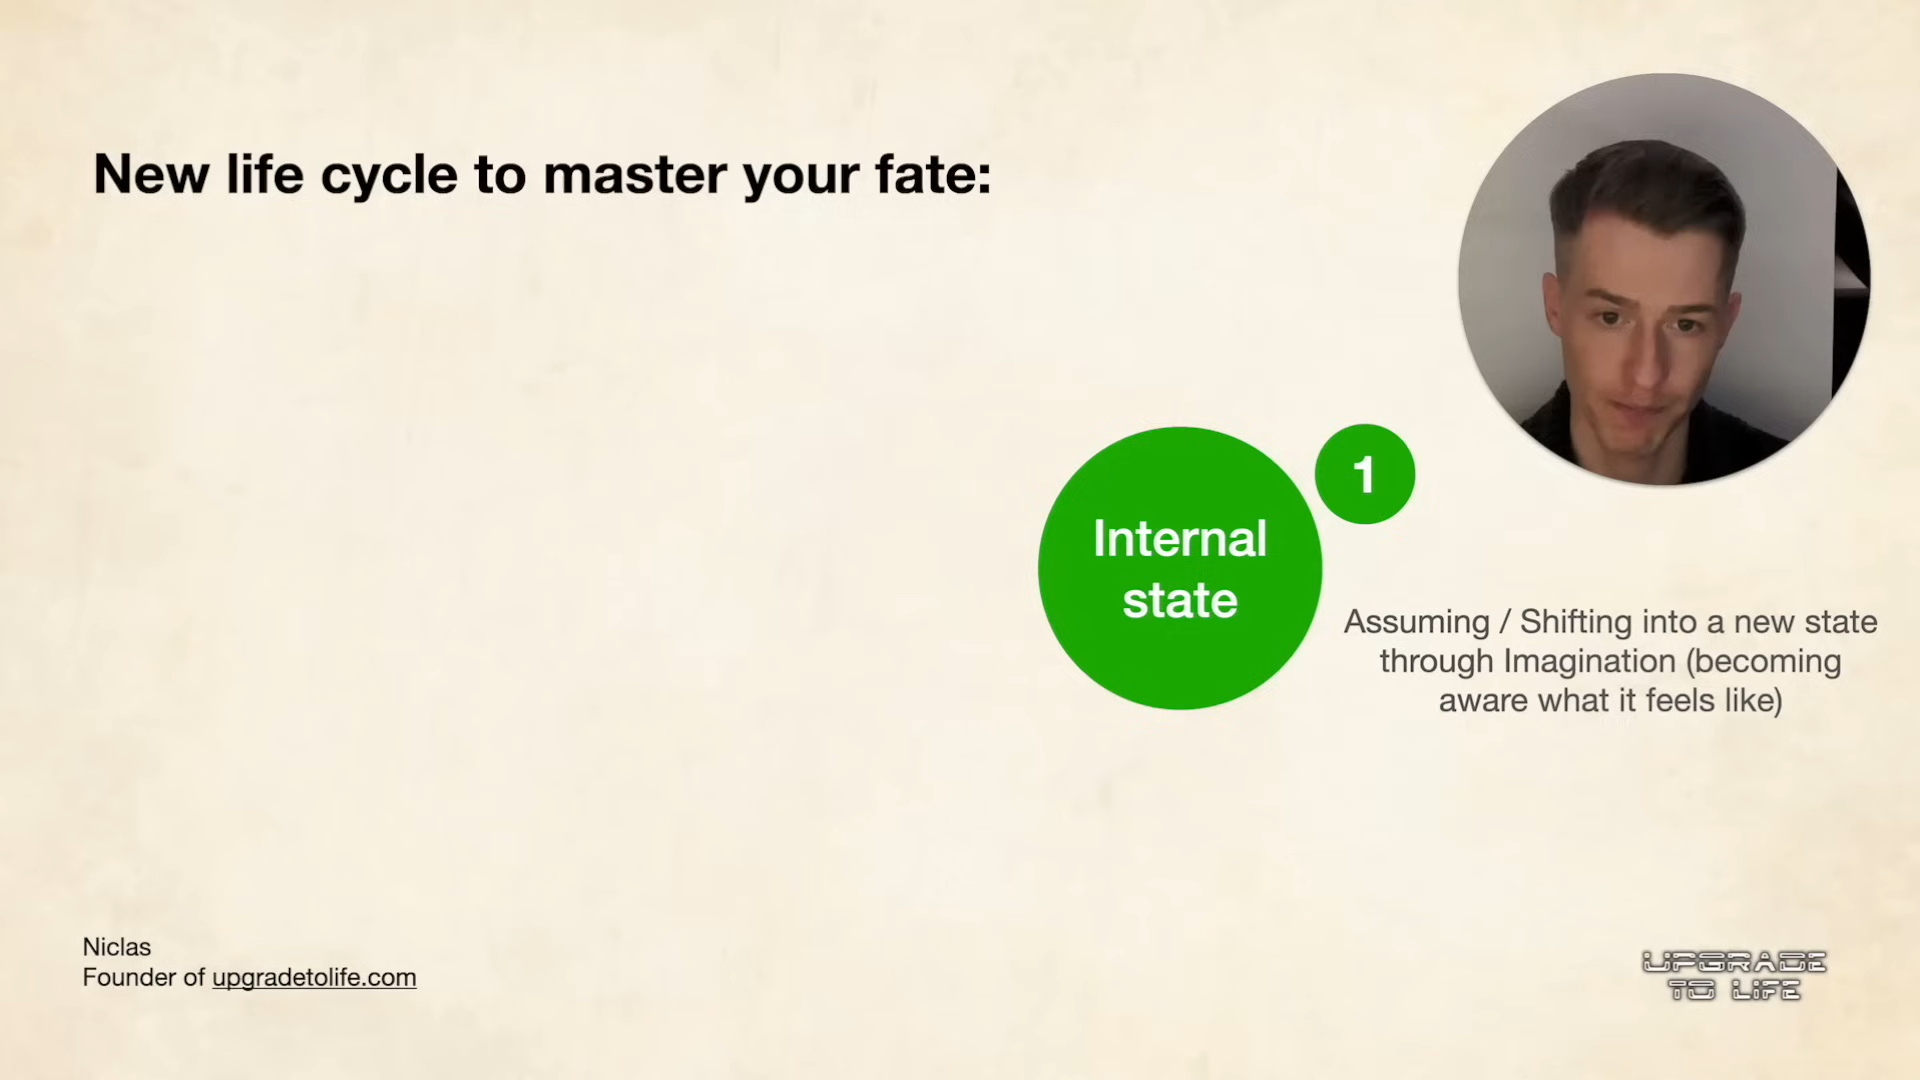 New life cycle to master your fate:
1
Internal
state
Assuming / Shifting into a new state
through Imagination (becoming
aware what it feels like)
Niclas
Founder of upgradetolife.com
UPGRADE
TO LIFE